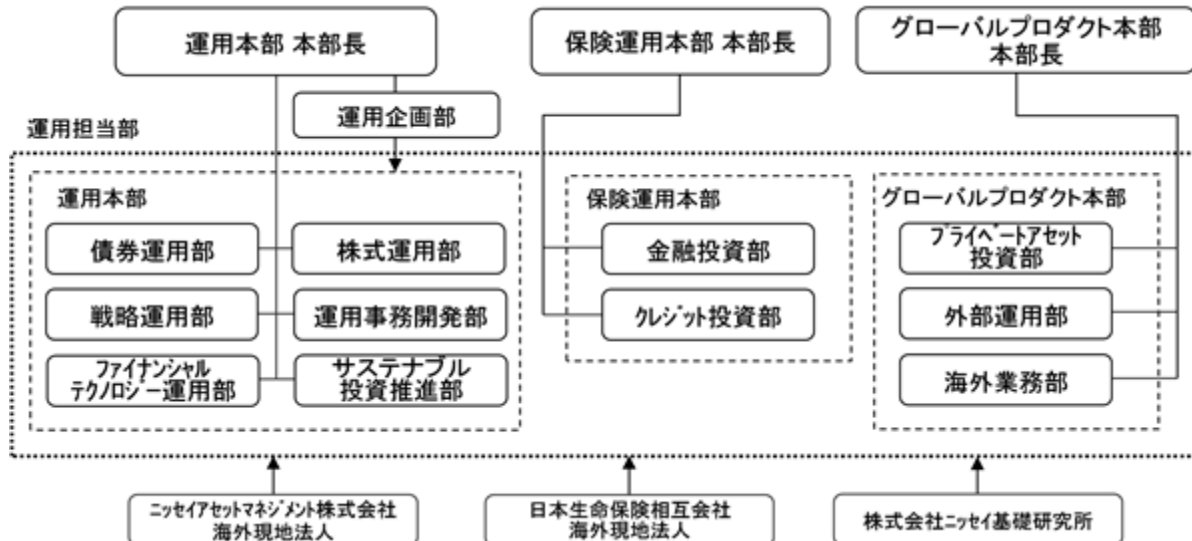 運用本部 本部長
保険運用本部 本部長
グローバルプロダクト本部
本部長
運用企画部
運用担当部
運用本部
債券運用部
株式運用部
戦略運用部
運用事務開発部
ファイナンシャル
テクノロジー運用部
サステナブル
投資推進部
保険運用本部
金融投資部
クレジット投資部
グローバルプロダクト本部
プライベートアセット
投資部
外部運用部
海外業務部
ニッセイアセットマネジメント株式会社
海外現地法人
日本生命保険相互会社
海外現地法人
株式会社ニッセイ基礎研究所